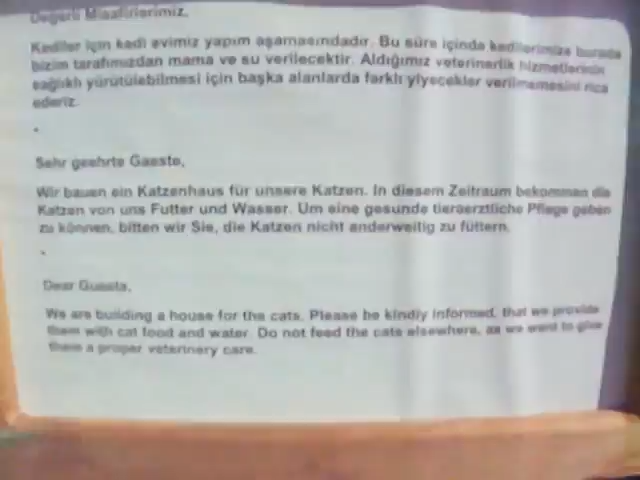 Değerli Misafirlerimiz,
Kediler için kedi evimiz yapım aşamasındadır. Bu süre içinde kedilerimize burada
bizim tarafımızdan mama ve su verilecektir. Aldığımız veterinerlik hizmetlerinin
sağlıklı yürütülebilmesi için başka alanlarda farklı yiyecekler verilmemesini rica
ederiz.
.
Sehr geehrte Gaeste,
Wir bauen ein Katzenhaus für unsere Katzen. In diesem Zeitraum bekommen die
Katzen von uns Futter und Wasser. Um eine gesunde tieraerztliche Pflege geben
zu können, bitten wir Sie, die Katzen nicht anderweitig zu füttern.
.
Dear Guests,
We are building a house for the cats. Please be kindly informed, that we provide
them with cat food and water. Do not feed the cats elsewhere, as we want to give
them a proper veterinery care.